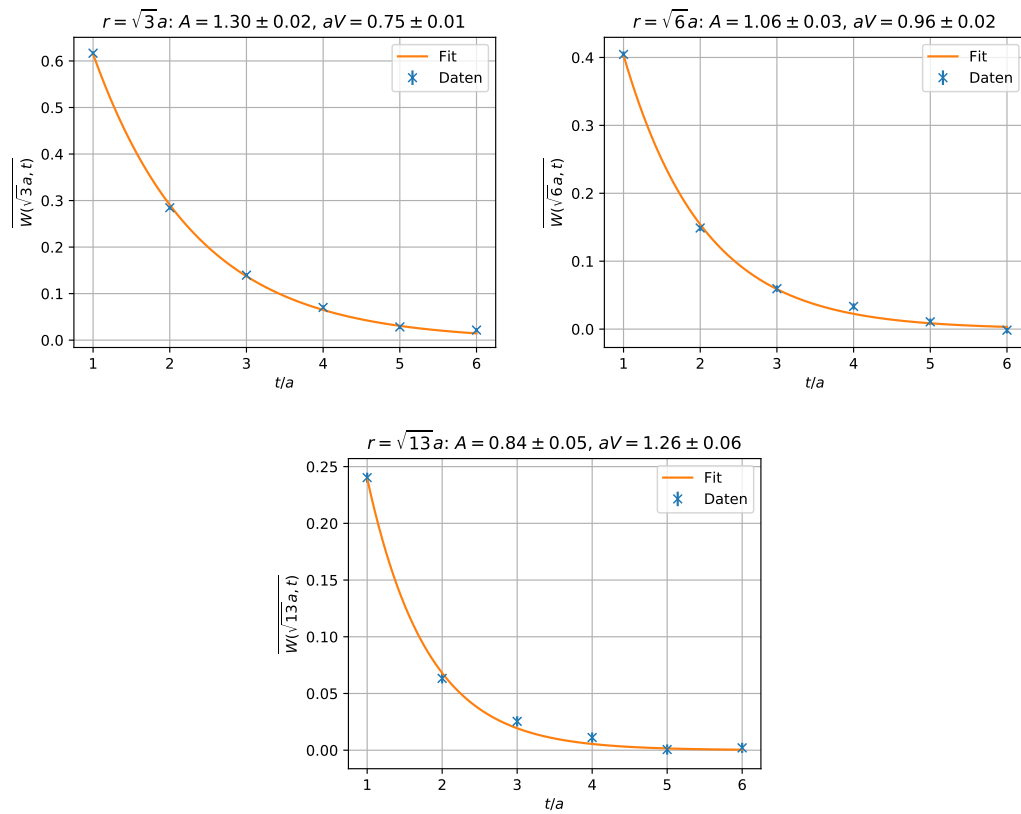 r = √3a: A = 1.30 ± 0.02, aV = 0.75 ± 0.01
W(√3a, t)
0.6
0.5
0.4
0.3
0.2
0.1
0.0
Fit
Daten
1 2 3 4 5 6
t/a
r = √6a: A = 1.06 ± 0.03, aV = 0.96 ± 0.02
W(√6a, t)
0.4
0.3
0.2
0.1
0.0
Fit
Daten
1 2 3 4 5 6
t/a
r = √13a: A = 0.84 ± 0.05, aV = 1.26 ± 0.06
W(√13a, t)
0.25
0.20
0.15
0.10
0.05
0.00
Fit
Daten
1 2 3 4 5 6
t/a